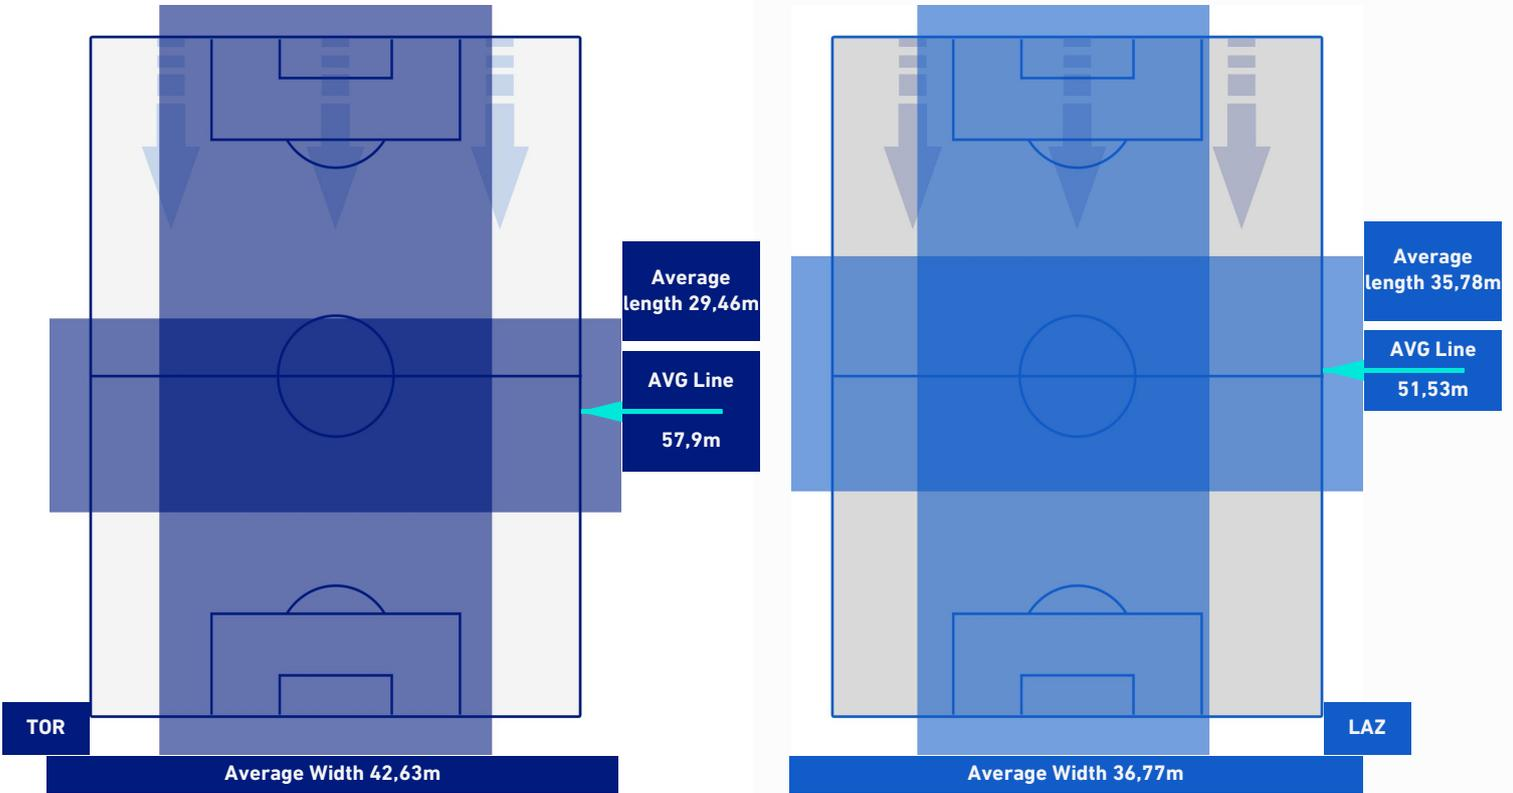 Average
length 29,46m
AVG Line
57,9m
TOR
Average Width 42,63m
Average
length 35,78m
AVG Line
51,53m
LAZ
Average Width 36,77m